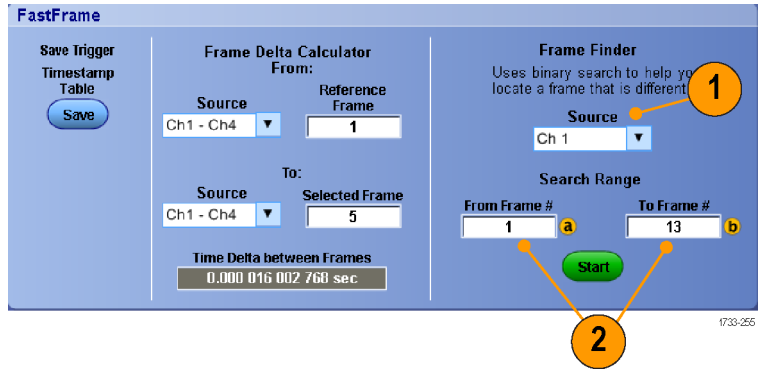 FastFrame
Save Trigger
Timestamp
Table
Save
Frame Delta Calculator
From:
Source
Reference
Frame
Ch1 - Ch4
1
To:
Source
Selected Frame
Ch1 - Ch4
5
Time Delta between Frames
0.000 016 002 768 sec
Frame Finder
Uses binary search to help
locate a frame that is different
1
Source
Ch 1
Search Range
From Frame #
To Frame #
1
a
13
b
Start
2
1733-255